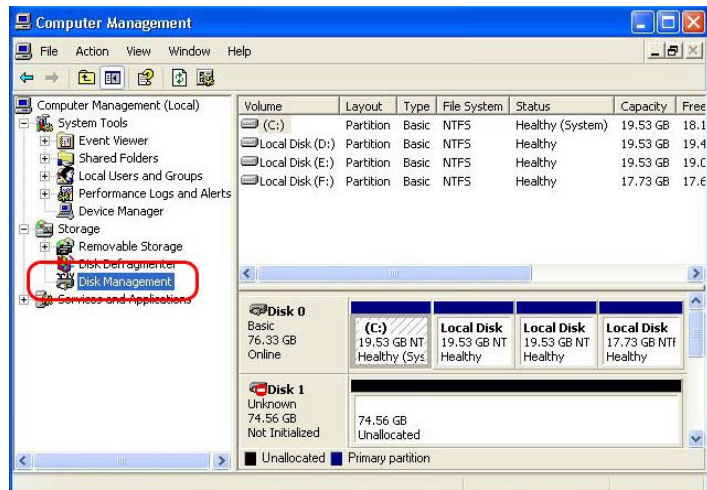 Computer Management
File Action View Window Help
Computer Management (Local)
System Tools
Event Viewer
Shared Folders
Local Users and Groups
Performance Logs and Alerts
Device Manager
Storage
Removable Storage
Disk Defragmenter
Disk Management
Services and Applications
Volume Layout Type File System Status Capacity Free
(C:) Partition Basic NTFS Healthy (System) 19.53 GB 18.1
Local Disk (D:) Partition Basic NTFS Healthy 19.53 GB 19.4
Local Disk (E:) Partition Basic NTFS Healthy 19.53 GB 19.0
Local Disk (F:) Partition Basic NTFS Healthy 17.73 GB 17.6
Disk 0
Basic
76.33 GB
Online
(C:)
19.53 GB NT
Healthy (Sys
Local Disk
19.53 GB NT
Healthy
Local Disk
19.53 GB NT
Healthy
Local Disk
17.73 GB NTF
Healthy
Disk 1
Unknown
74.56 GB
Not Initialized
74.56 GB
Unallocated
Unallocated Primary partition